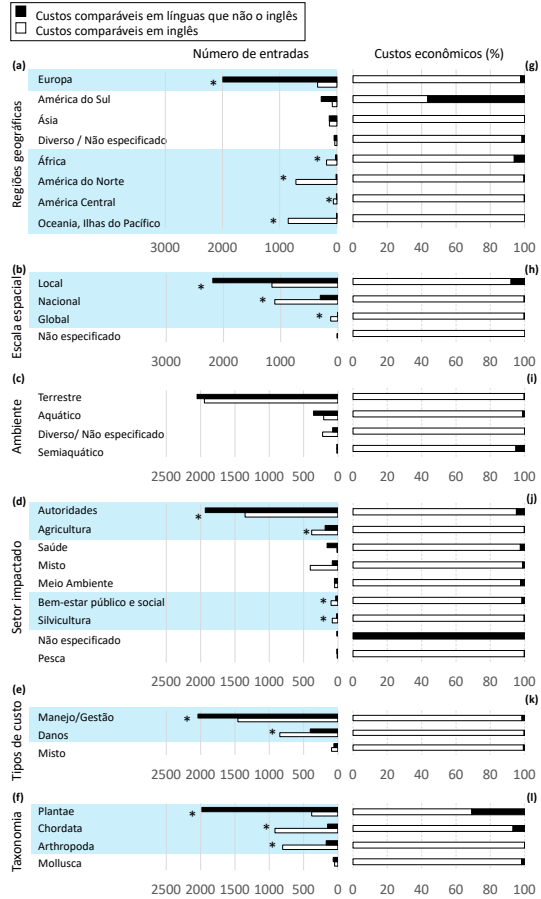 Custos comparáveis em línguas que não o inglês
Custos comparáveis em inglês
Número de entradas
Custos econômicos (%)
(a)
(g)
Regiões geográficas
Europa
*
América do Sul
Ásia
Diverso / Não especificado
África
*
América do Norte
*
América Central
*
Oceania, Ilhas do Pacífico
*
3000 2000 1000 0
0 20 40 60 80 100
(b)
(h)
Escala espacial
Local
*
Nacional
*
Global
*
Não especificado
3000 2000 1000 0
0 20 40 60 80 100
(c)
(i)
Ambiente
Terrestre
Aquático
Diverso/ Não especificado
Semiaquático
2500 2000 1500 1000 500 0
0 20 40 60 80 100
(d)
(j)
Setor impactado
Autoridades
*
Agricultura
*
Saúde
Misto
Meio Ambiente
Bem-estar público e social
*
Silvicultura
*
Não especificado
Pesca
2500 2000 1500 1000 500 0
0 20 40 60 80 100
(e)
(k)
Tipos de custo
Manejo/Gestão
*
Danos
*
Misto
2500 2000 1500 1000 500 0
0 20 40 60 80 100
(f)
(l)
Taxonomia
Plantae
*
Chordata
*
Arthropoda
*
Mollusca
2500 2000 1500 1000 500 0
0 20 40 60 80 100